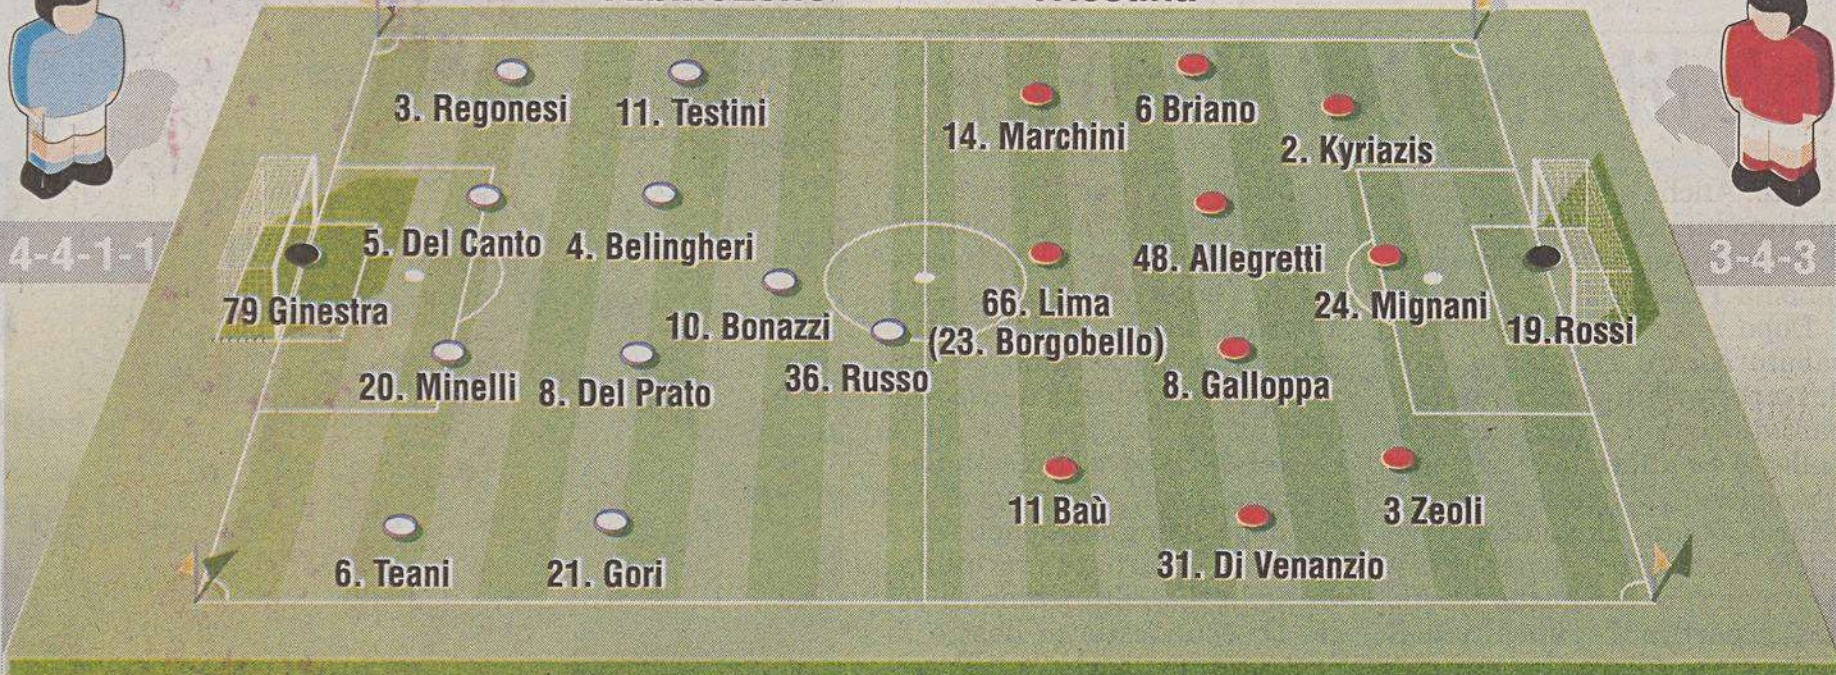 4-4-1-1
3-4-3
3. Regonesi
11. Testini
5. Del Canto
4. Belingheri
79 Ginestra
10. Bonazzi
20. Minelli
8. Del Prato
36. Russo
6. Teani
21. Gori
14. Marchini
6 Briano
2. Kyriazis
48. Allegretti
66. Lima
(23. Borgobello)
24. Mignani
19.Rossi
8. Galloppa
11 Baù
3 Zeoli
31. Di Venanzio